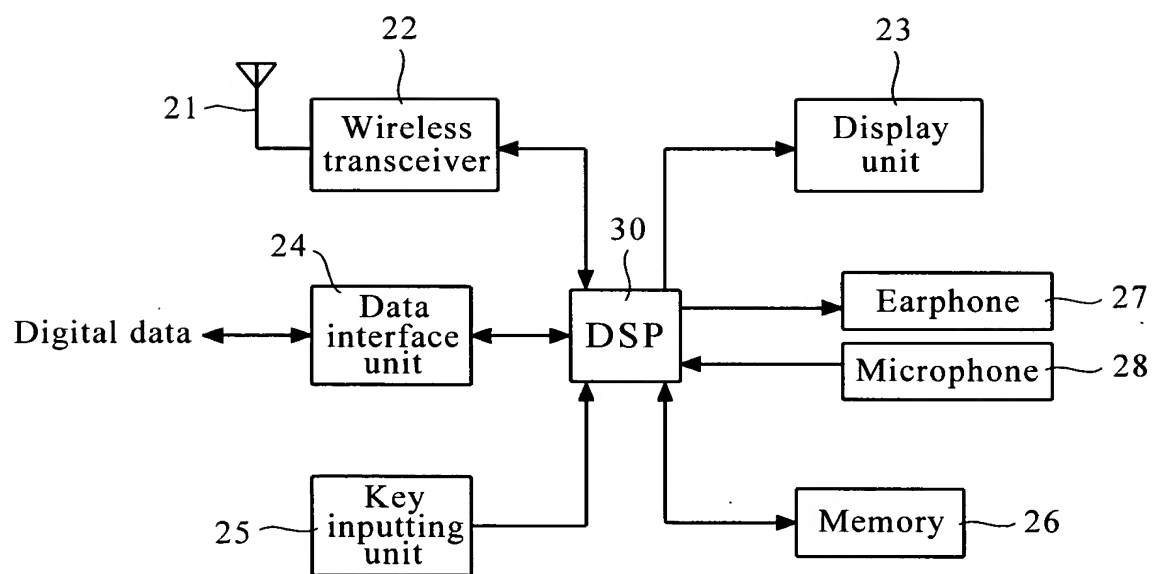 22
23
21
Wireless
transceiver
Display
unit
24
30
Digital data
Data
interface
unit
DSP
Earphone
27
Microphone
28
25
Key
inputting
unit
Memory
26